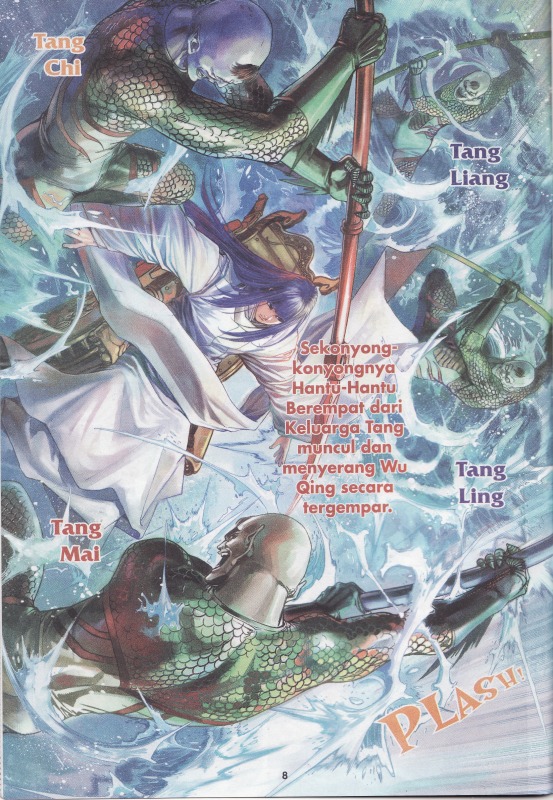 Tang
Chi
Tang
Liang
Sekonyong-
konyongnya
Hantu-Hantu
Berempat dari
Keluarga Tang
muncul dan
menyerang Wu
Qing secara
tergempar.
Tang
Ling
Tang
Mai
PLASH!
8